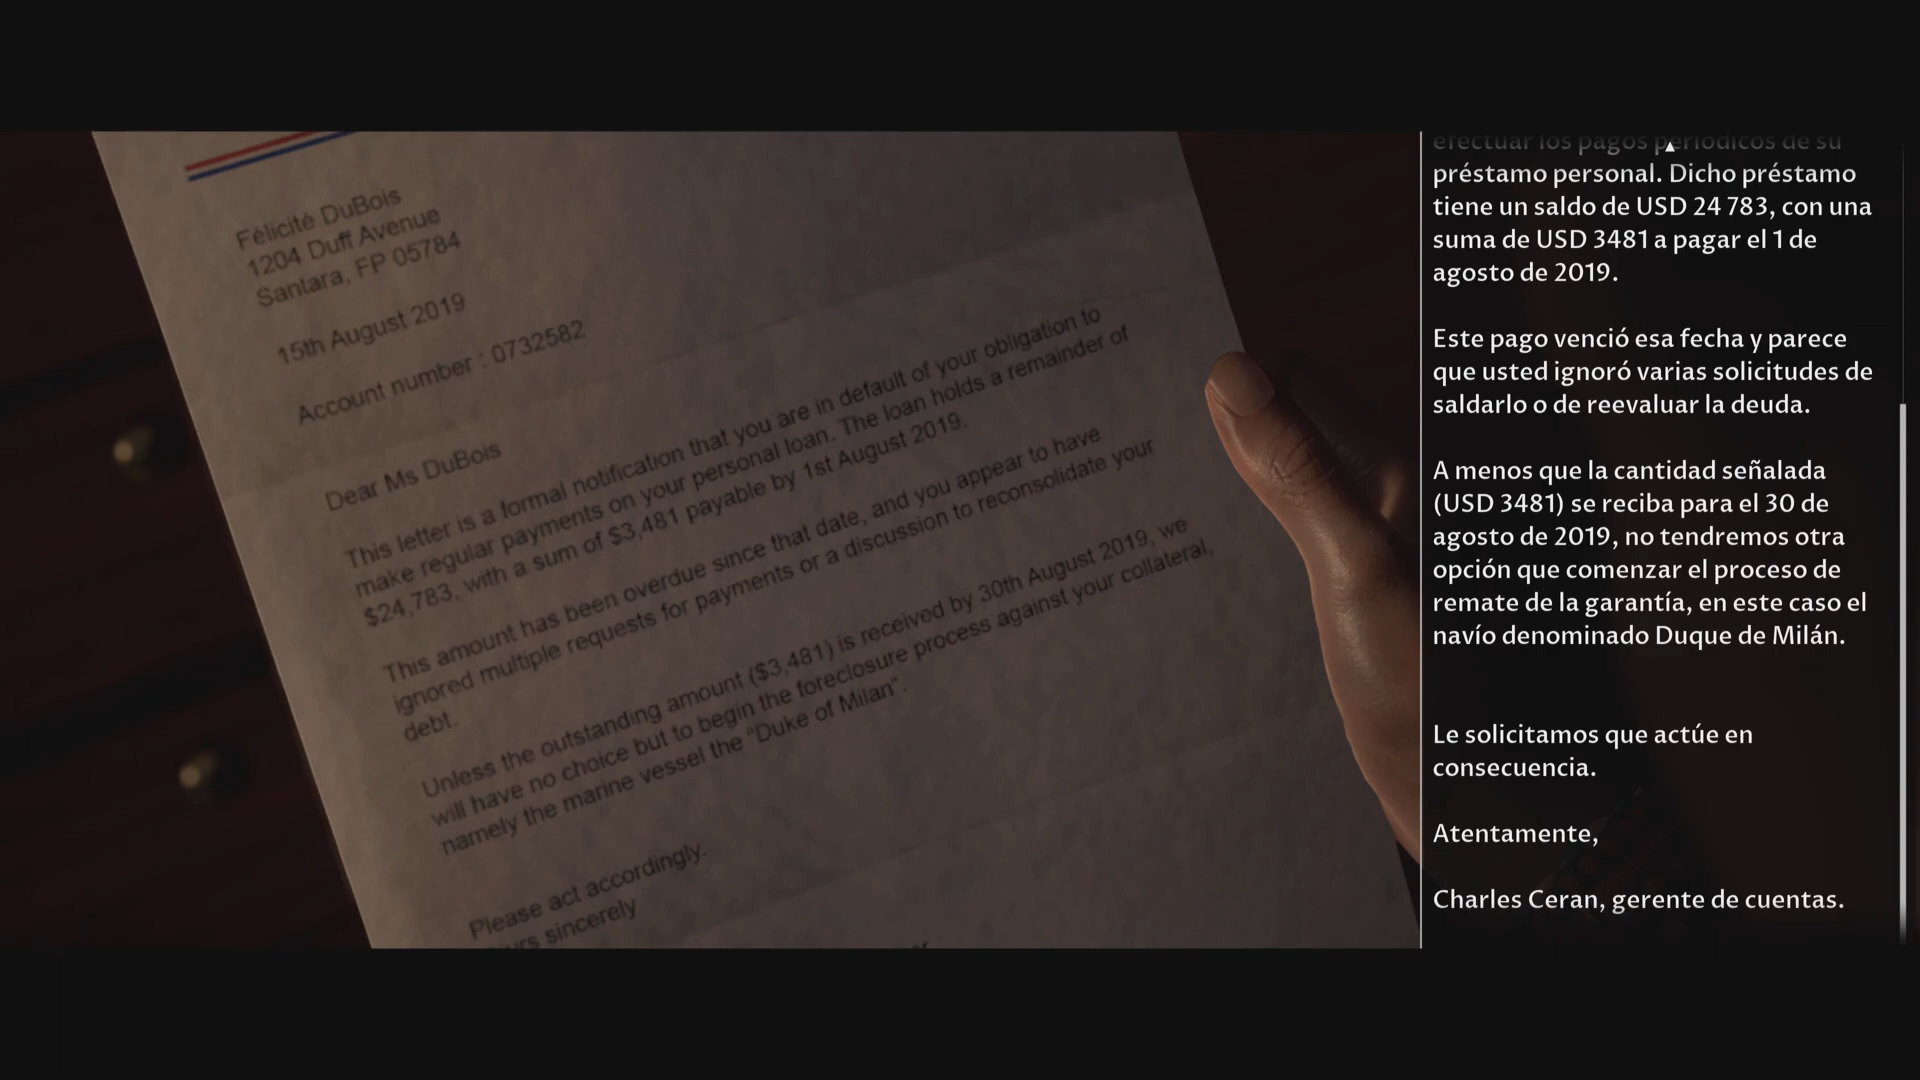 Félicité DuBois
1204 Duff Avenue
Santara, FP 05784
15th August 2019
Account number : 0732582
Dear Ms DuBois
This letter is a formal notification that you are in default of your obligation to
make regular payments on your personal loan. The loan holds a remainder of
$24,783, with a sum of $3,481 payable by 1st August 2019.
This amount has been overdue since that date, and you appear to have
ignored multiple requests for payments or a discussion to reconsolidate your
debt.
Unless the outstanding amount ($3,481) is received by 30th August 2019, we
will have no choice but to begin the foreclosure process against your collateral,
namely the marine vessel the "Duke of Milan".
Please act accordingly.
sincerely
efectuar los pagos periódicos de su
préstamo personal. Dicho préstamo
tiene un saldo de USD 24 783, con una
suma de USD 3481 a pagar el 1 de
agosto de 2019.
Este pago venció esa fecha y parece
que usted ignoró varias solicitudes de
saldarlo o de reevaluar la deuda.
A menos que la cantidad señalada
(USD 3481) se reciba para el 30 de
agosto de 2019, no tendremos otra
opción que comenzar el proceso de
remate de la garantía, en este caso el
navío denominado Duque de Milán.
Le solicitamos que actúe en
consecuencia.
Atentamente,
Charles Ceran, gerente de cuentas.